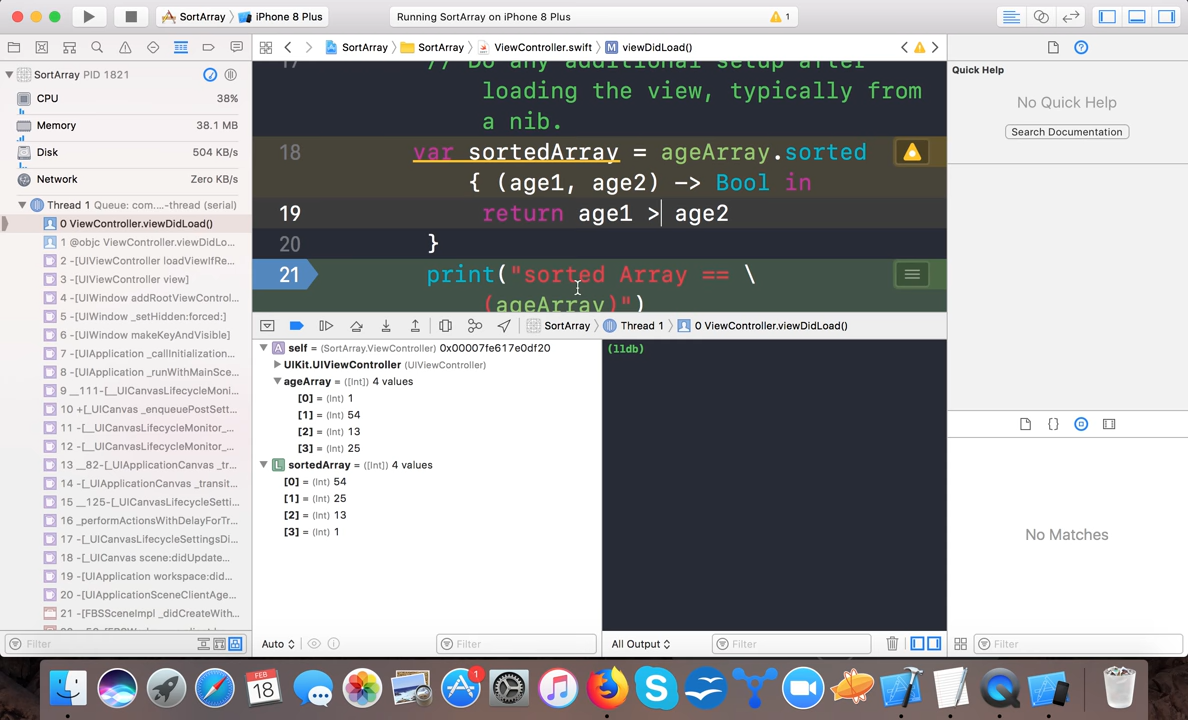 SortArray
iPhone 8 Plus
Running SortArray on iPhone 8 Plus
1
SortArray
SortArray
ViewController.swift
M
viewDidLoad()
Quick Help
No Quick Help
Search Documentation
No Matches
Filter
SortArray PID 1821
CPU
38%
Memory
38.1 MB
Disk
504 KB/s
Network
Zero KB/s
Thread 1 Queue: com....-thread (serial)
0 ViewController.viewDidLoad()
1 @objc ViewController.viewDidLo...
2 -[UIViewController loadViewIfRe...
3 -[UIViewController view]
4 -[UIWindow addRootViewControl...
5 -[UIWindow _setHidden:forced:]
6 -[UIWindow makeKeyAndVisible]
7 -[UIApplication _callInitialization...
8 -[UIApplication _runWithMainSce...
9 __111-[_UICanvasLifecycleMoni...
10 +[_UICanvas _enqueuePostSett...
11 -[__UICanvasLifecycleMonitor_...
12 -[__UICanvasLifecycleMonitor_...
13 __82-[_UIApplicationCanvas _tr...
14 -[_UIApplicationCanvas _transit...
15 __125-[_UICanvasLifecycleSetti...
16 _performActionsWithDelayForTr...
17 -[_UICanvasLifecycleSettingsDi...
18 -[_UICanvas scene:didUpdate...
19 -[UIApplication workspace:did...
20 -[UIApplicationSceneClientAge...
21 -[FBSSceneImpl _didCreateWith...
Filter
17
// Do any additional setup after
loading the view, typically from
a nib.
18 var sortedArray = ageArray.sorted
{ (age1, age2) -> Bool in
19 return age1 > age2
20 }
21 print("sorted Array == \
(ageArray)")
SortArray
Thread 1
0 ViewController.viewDidLoad()
A self = (SortArray.ViewController) 0x00007fe617e0df20
UIKit.UIViewController (UIViewController)
ageArray = ([Int]) 4 values
[0] = (Int) 1
[1] = (Int) 54
[2] = (Int) 13
[3] = (Int) 25
L sortedArray = ([Int]) 4 values
[0] = (Int) 54
[1] = (Int) 25
[2] = (Int) 13
[3] = (Int) 1
(lldb)
Auto
Filter
All Output
Filter
FEB
18
1